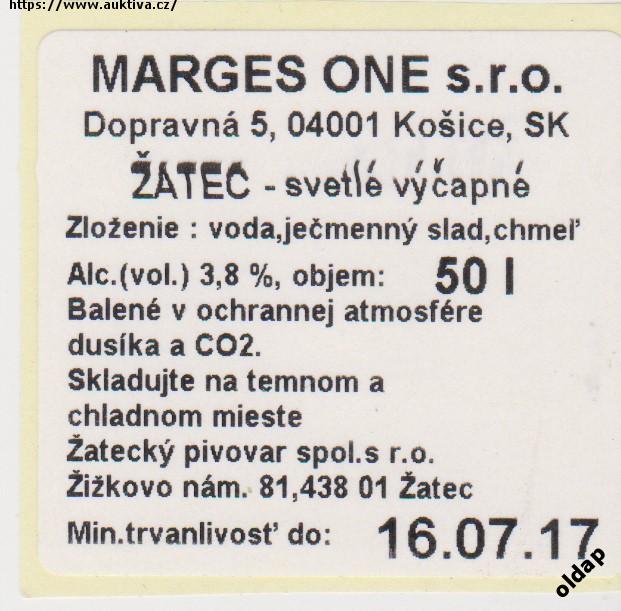 https://www.auktiva.cz/
MARGES ONE s.r.o.
Dopravná 5, 04001 Košice, SK
ŽATEC - svetlé výčapné
Zloženie : voda,ječmenný slad,chmeľ
Alc.(vol.) 3,8 %, objem: 50 l
Balené v ochrannej atmosfére
dusíka a CO2.
Skladujte na temnom a
chladnom mieste
Žatecký pivovar spol.s r.o.
Žižkovo nám. 81,438 01 Žatec
Min.trvanlivosť do: 16.07.17
oldap